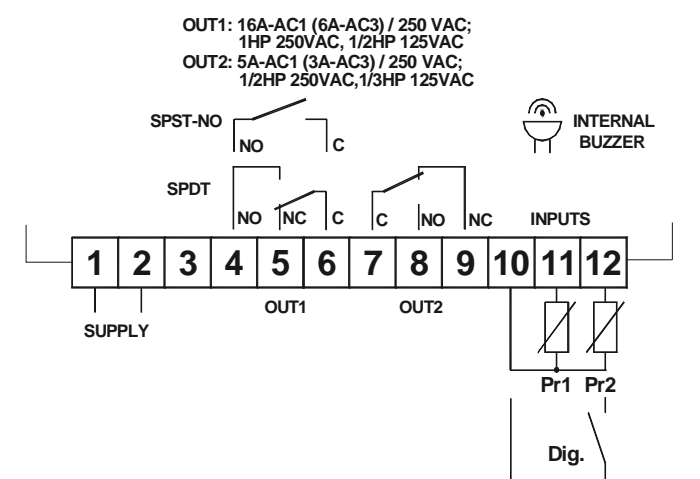 OUT1: 16A-AC1 (6A-AC3) / 250 VAC;
1HP 250VAC, 1/2HP 125VAC
OUT2: 5A-AC1 (3A-AC3) / 250 VAC;
1/2HP 250VAC,1/3HP 125VAC
SPST-NO
NO C
INTERNAL
BUZZER
SPDT
NO NC C C NO NC INPUTS
1 2 3 4 5 6 7 8 9 10 11 12
SUPPLY OUT1 OUT2
Pr1 Pr2
Dig.